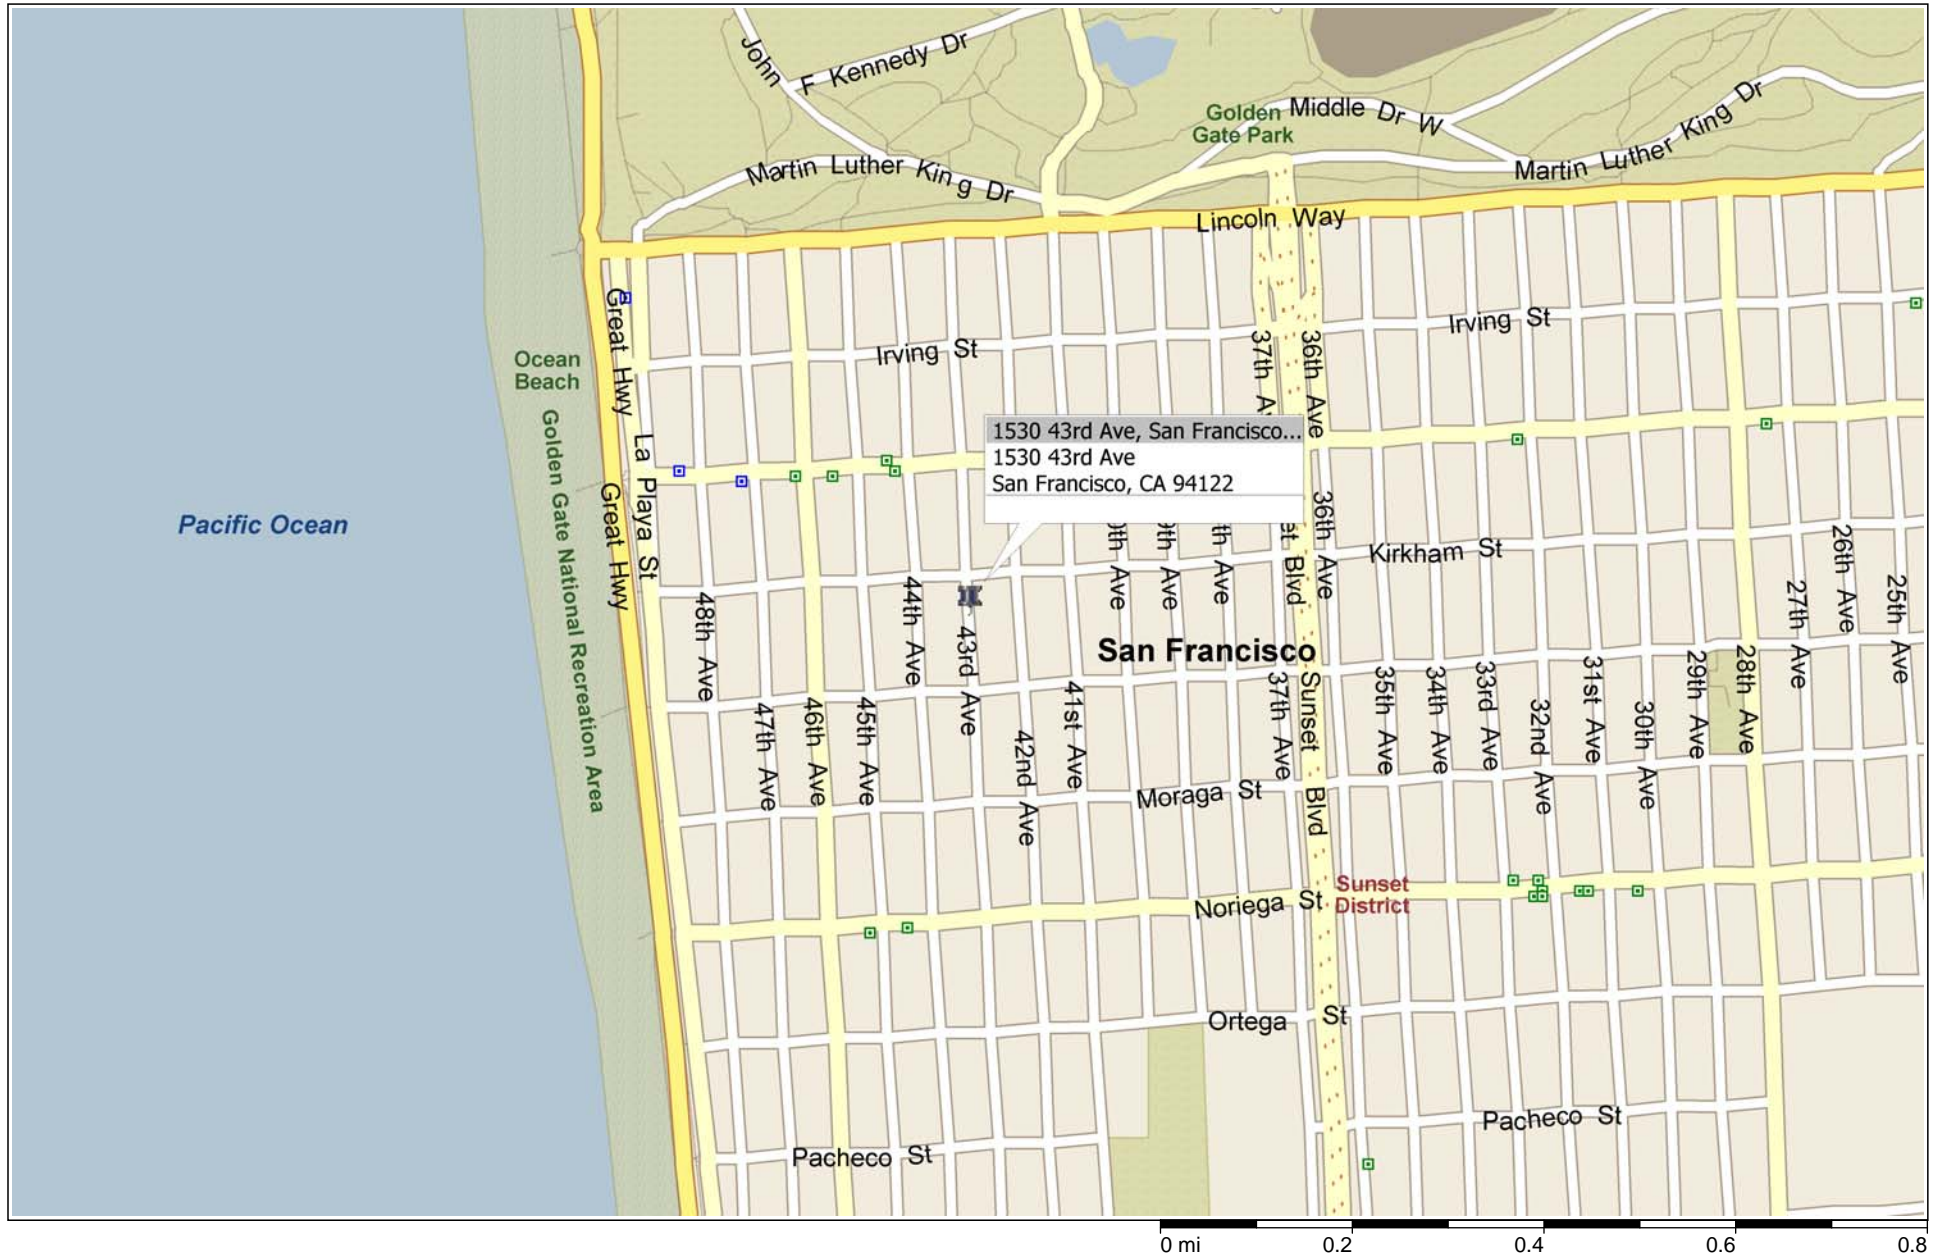 John F Kennedy Dr
Golden
Gate Park
Middle Dr W
Martin Luther King Dr
Martin Luther King Dr
Lincoln Way
Great Hwy
Irving St
Irving St
37th
36th Ave
Ocean
Beach
1530 43rd Ave, San Francisco...
1530 43rd Ave
San Francisco, CA 94122
Golden Gate National Recreation Area
La Playa St
Great Hwy
Pacific Ocean
Ave
Ave
Ave
Blvd
36th Ave
Kirkham St
26th Ave
27th Ave
25th Ave
48th Ave
44th Ave
43rd Ave
San Francisco
47th Ave
46th Ave
45th Ave
42nd Ave
41st Ave
37th Ave
Sunset Blvd
35th Ave
34th Ave
33rd Ave
32nd Ave
31st Ave
30th Ave
29th Ave
28th Ave
Moraga St
Sunset
District
Noriega St
Ortega St
Pacheco St
Pacheco St
0 mi 0.2 0.4 0.6 0.8